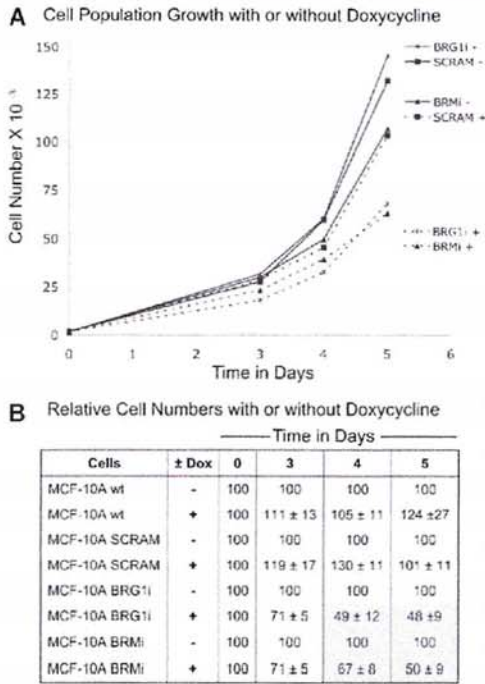 A Cell Population Growth with or without Doxycycline
Cell Number X 10
150
125
100
75
50
25
0
0 1 2 3 4 5 6
Time in Days
BRG1i -
SCRAM -
BRMi -
SCRAM +
BRG1i +
BRMi +
B Relative Cell Numbers with or without Doxycycline
Time in Days
Cells ± Dox 0 3 4 5
MCF-10A wt - 100 100 100 100
MCF-10A wt + 100 111 ± 13 105 ± 11 124 ±27
MCF-10A SCRAM - 100 100 100 100
MCF-10A SCRAM + 100 119 ± 17 130 ± 11 101 ± 11
MCF-10A BRG1i - 100 100 100 100
MCF-10A BRG1i + 100 71 ± 5 49 ± 12 48 ±9
MCF-10A BRMi - 100 100 100 100
MCF-10A BRMi + 100 71 ± 5 67 ± 8 50 ± 9